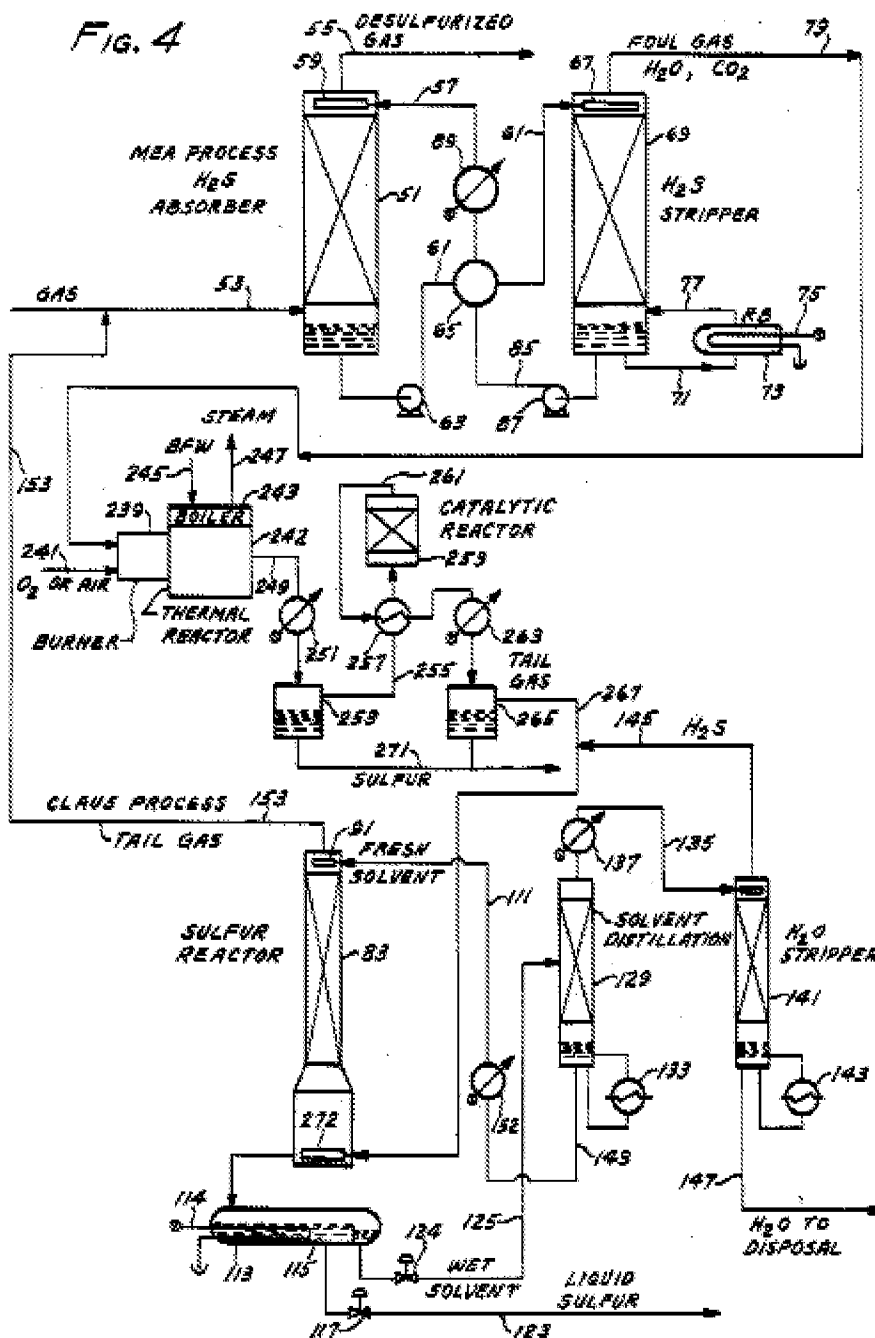 FIG. 4
55
DESULFURIZED
GAS
FOUL GAS
79
H2O, CO2
59
57
67
61
69
89
MEA PROCESS
H2S
ABSORBER
51
H2S
STRIPPER
61
GAS
53
65
77
RB
75
85
63
87
71
73
STEAM
BFW
247
245
243
153
239
BOILER
242
241
O2 OR AIR
249
THERMAL
REACTOR
BURNER
251
261
CATALYTIC
REACTOR
259
257
255
263
TAIL
GAS
253
265
267
271
SULFUR
145
H2S
CLAUS PROCESS
153
TAIL GAS
91
FRESH
SOLVENT
137
135
111
SULFUR
REACTOR
83
SOLVENT
DISTILLATION
129
H2O
STRIPPER
141
133
143
152
272
143
147
114
125
H2O TO
DISPOSAL
124
113
115
WET
SOLVENT
LIQUID
SULFUR
117
123